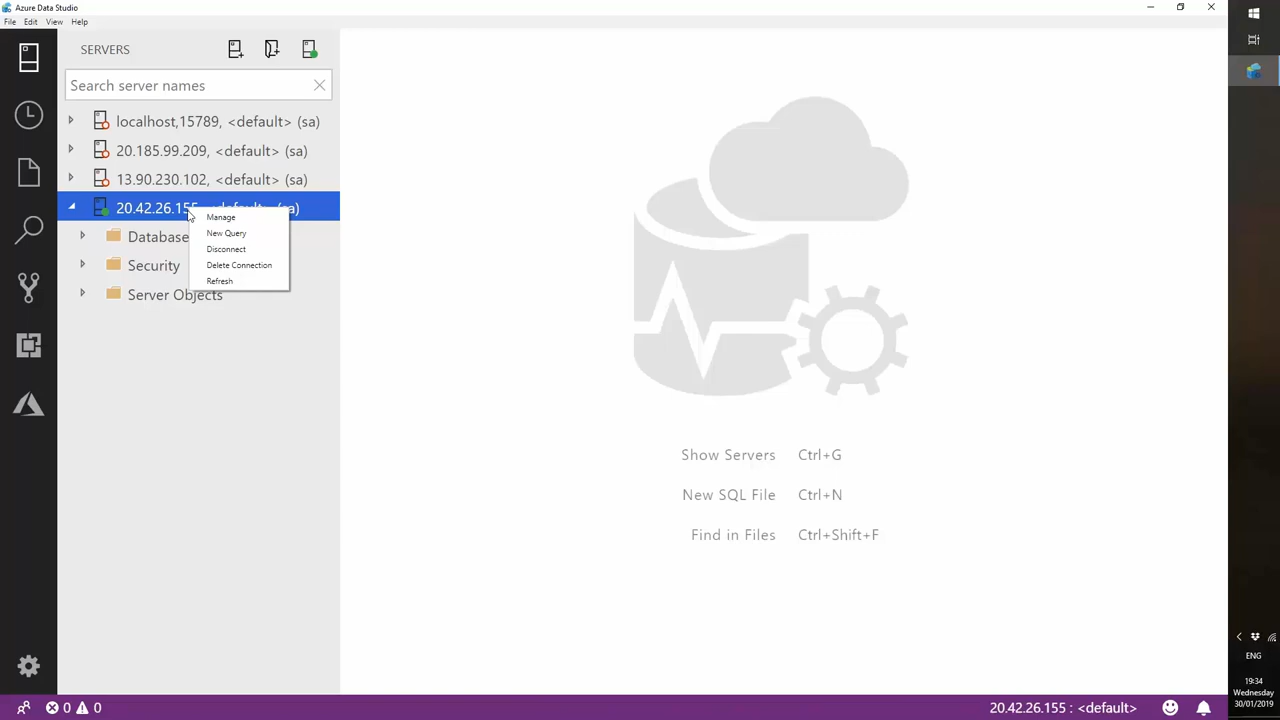 Azure Data Studio
File Edit View Help
SERVERS
Search server names
localhost,15789, <default> (sa)
20.185.99.209, <default> (sa)
13.90.230.102, <default> (sa)
20.42.26.155, <default> (sa)
Manage
New Query
Disconnect
Delete Connection
Refresh
Database
Security
Server Objects
Show Servers Ctrl+G
New SQL File Ctrl+N
Find in Files Ctrl+Shift+F
0 0
20.42.26.155 : <default>
ENG
19:34
Wednesday
30/01/2019